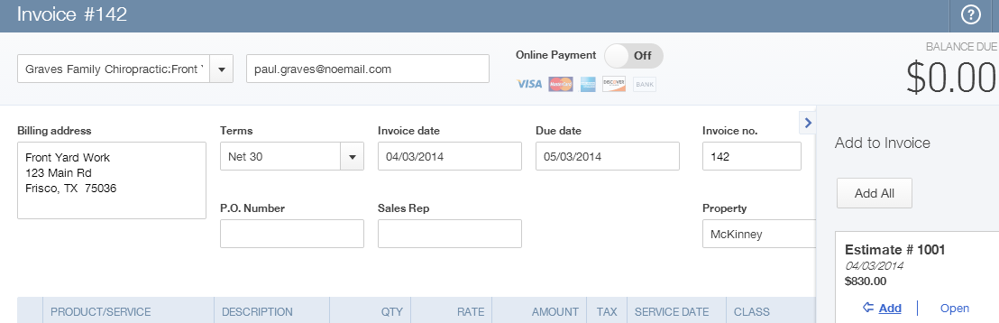 Invoice #142
?
BALANCE DUE
$0.00
Graves Family Chiropractic:Front
paul.graves@noemail.com
Online Payment
Off
VISA MasterCard DISCOVER BANK
Billing address
Front Yard Work
123 Main Rd
Frisco, TX 75036
Terms
Net 30
Invoice date
04/03/2014
Due date
05/03/2014
Invoice no.
142
P.O. Number
Sales Rep
Property
McKinney
Add to Invoice
Add All
Estimate # 1001
04/03/2014
$830.00
Add
Open
PRODUCT/SERVICE DESCRIPTION QTY RATE AMOUNT TAX SERVICE DATE CLASS